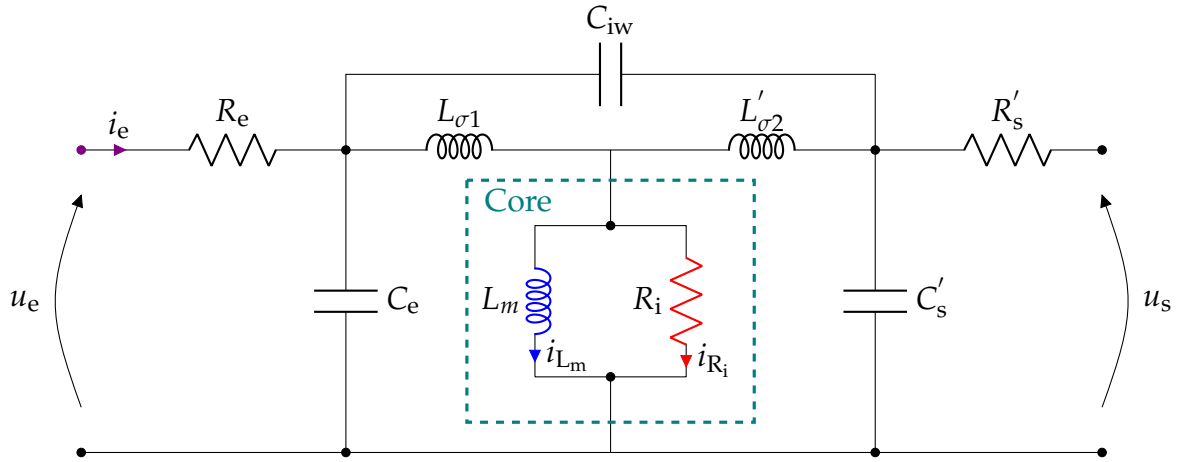 C_iw
i_e
R_e
L_σ1
L'_σ2
R'_s
Core
u_e
C_e
L_m
R_i
C'_s
u_s
i_Lm
i_Ri